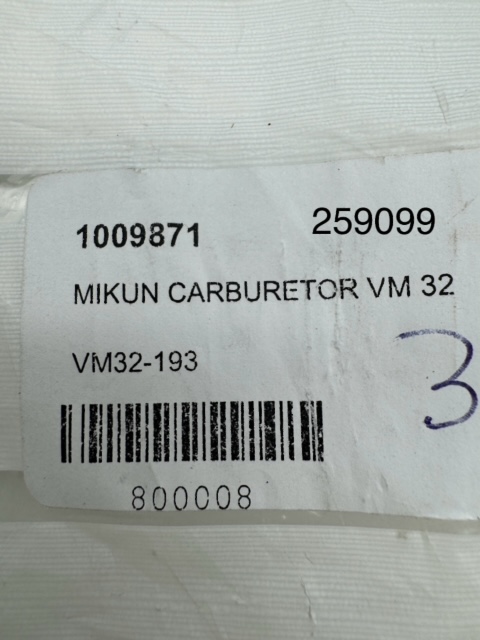 1009871 259099
MIKUN CARBURETOR VM 32
VM32-193
3
800008